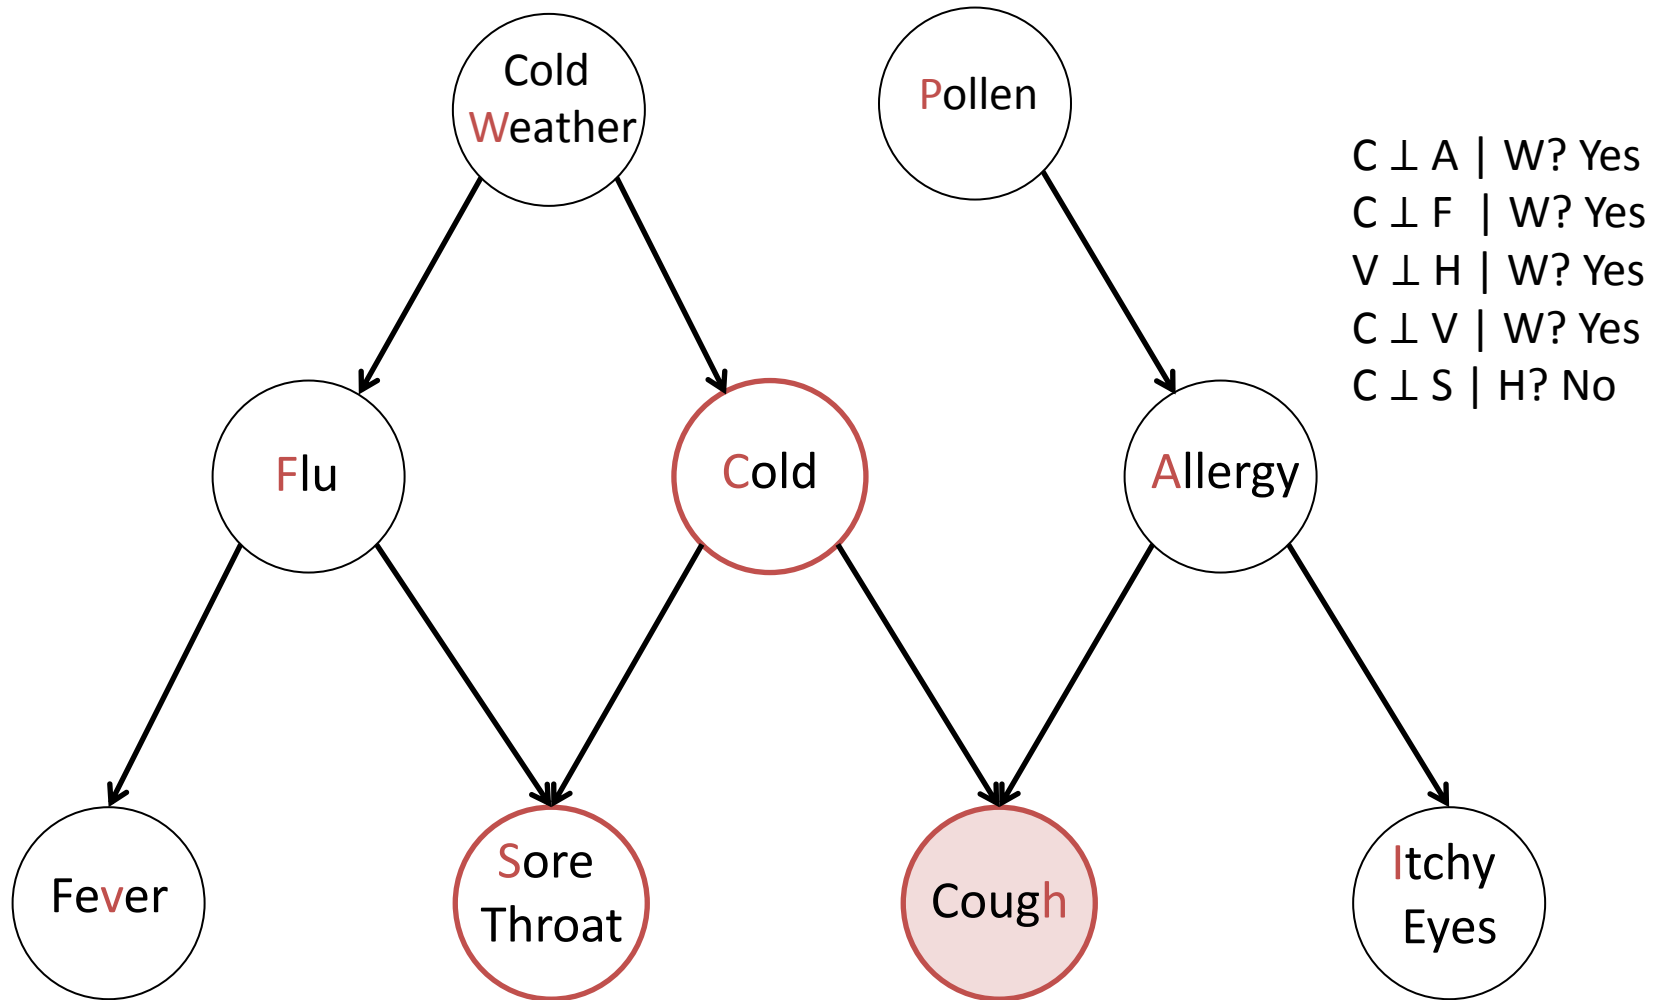 Cold
Weather
Pollen
C ⊥ A | W? Yes
C ⊥ F | W? Yes
V ⊥ H | W? Yes
C ⊥ V | W? Yes
C ⊥ S | H? No
Flu
Cold
Allergy
Fever
Sore
Throat
Cough
Itchy
Eyes